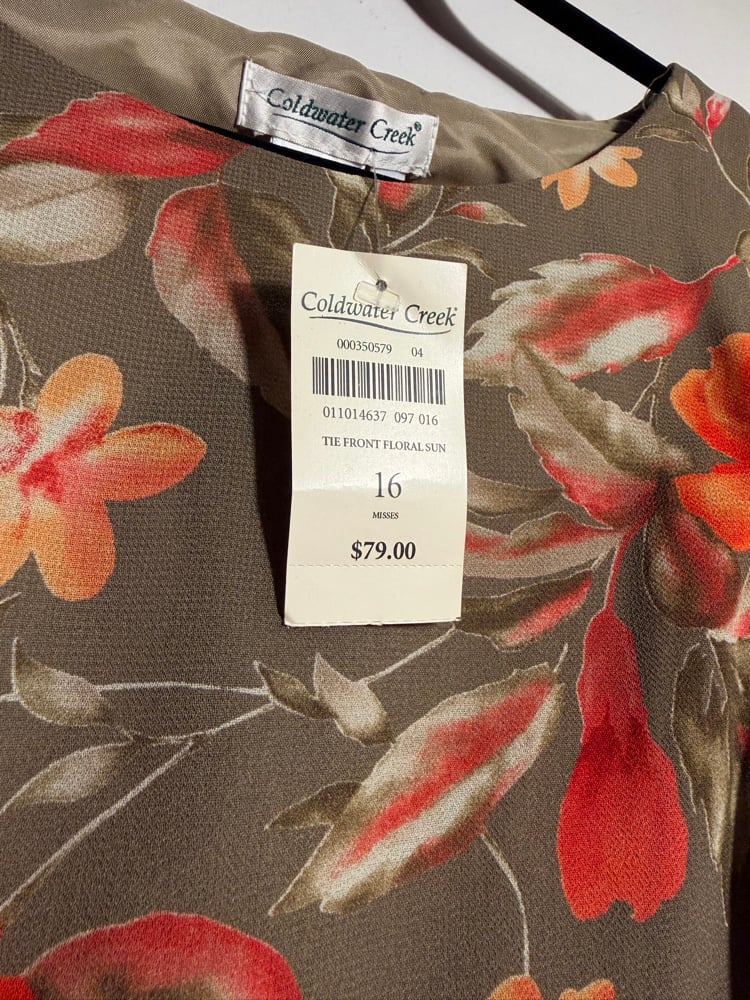 Coldwater Creek®
Coldwater Creek®
000350579 04
011014637 097 016
TIE FRONT FLORAL SUN
16
MISSES
$79.00